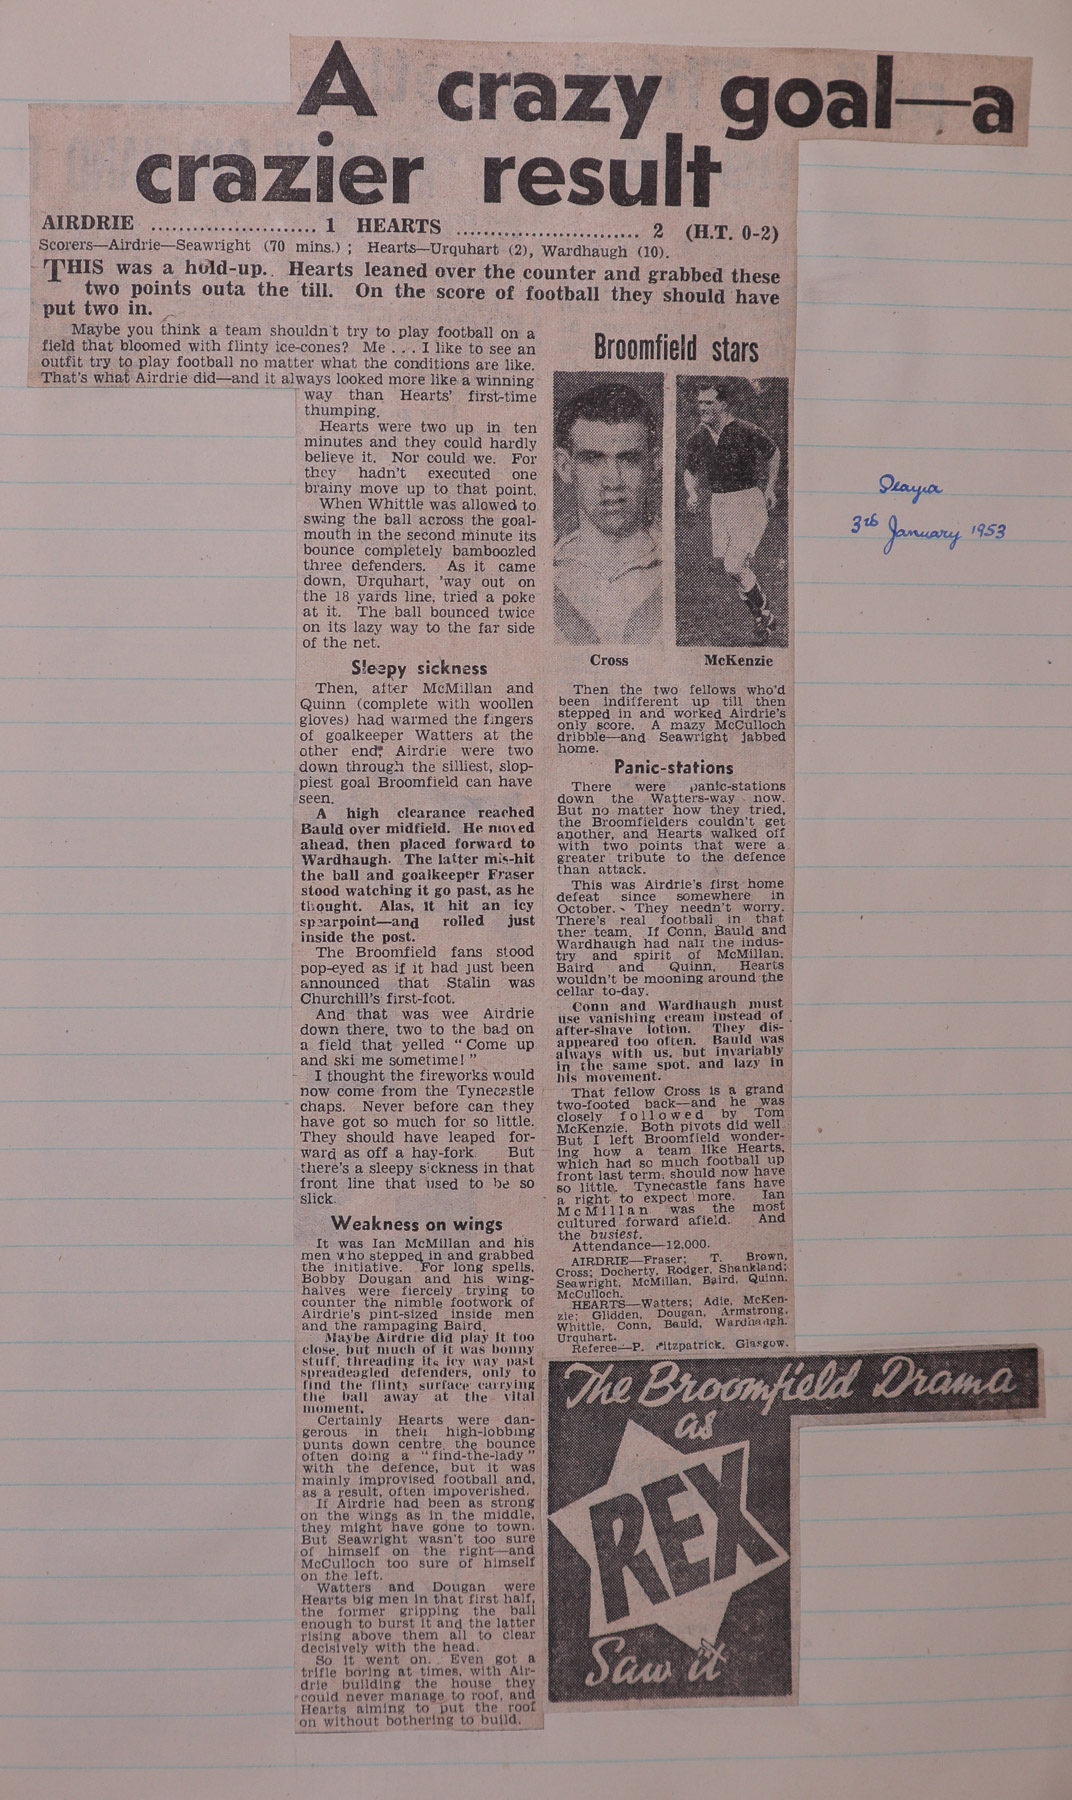 A crazy goal—a
crazier result
AIRDRIE ........................ 1 HEARTS ........................... 2 (H.T. 0-2)
Scorers—Airdrie—Seawright (70 mins.) ; Hearts—Urquhart (2), Wardhaugh (10).
THIS was a hold-up. Hearts leaned over the counter and grabbed these
two points outa the till. On the score of football they should have
put two in.
Maybe you think a team shouldn't try to play football on a
field that bloomed with flinty ice-cones? Me . . . I like to see an
outfit try to play football no matter what the conditions are like.
That's what Airdrie did—and it always looked more like a winning
way than Hearts' first-time
thumping.
Hearts were two up in ten
minutes and they could hardly
believe it. Nor could we. For
they hadn't executed one
brainy move up to that point.
When Whittle was allowed to
swing the ball across the goal-
mouth in the second minute its
bounce completely bamboozled
three defenders. As it came
down, Urquhart, 'way out on
the 18 yards line, tried a poke
at it. The ball bounced twice
on its lazy way to the far side
of the net.
Sleepy sickness
Then, after McMillan and
Quinn (complete with woollen
gloves) had warmed the fingers
of goalkeeper Watters at the
other end, Airdrie were two
down through the silliest, slop-
piest goal Broomfield can have
seen.
A high clearance reached
Bauld over midfield. He moved
ahead, then placed forward to
Wardhaugh. The latter mis-hit
the ball and goalkeeper Fraser
stood watching it go past, as he
thought. Alas, it hit an icy
spearpoint—and rolled just
inside the post.
The Broomfield fans stood
pop-eyed as if it had just been
announced that Stalin was
Churchill's first-foot.
And that was wee Airdrie
down there, two to the bad on
a field that yelled "Come up
and ski me sometime!"
I thought the fireworks would
now come from the Tynecastle
chaps. Never before can they
have got so much for so little.
They should have leaped for-
ward as off a hay-fork. But
there's a sleepy sickness in that
front line that used to be so
slick.
Weakness on wings
It was Ian McMillan and his
men who stepped in and grabbed
the initiative. For long spells,
Bobby Dougan and his wing-
halves were fiercely trying to
counter the nimble footwork of
Airdrie's pint-sized inside men
and the rampaging Baird.
Maybe Airdrie did play it too
close, but much of it was bonny
stuff, threading its icy way past
spreadeagled defenders, only to
find the flinty surface carrying
the ball away at the vital
moment.
Certainly Hearts were dan-
gerous in their high-lobbing
punts down centre, the bounce
often doing a "find-the-lady"
with the defence, but it was
mainly improvised football and,
as a result, often impoverished.
If Airdrie had been as strong
on the wings as in the middle,
they might have gone to town.
But Seawright wasn't too sure
of himself on the right—and
McCulloch too sure of himself
on the left.
Watters and Dougan were
Hearts big men in that first half,
the former gripping the ball
enough to burst it and the latter
rising above them all to clear
decisively with the head.
So it went on. Even got a
trifle boring at times, with Air-
drie building the house they
could never manage to roof, and
Hearts aiming to put the roof
on without bothering to build.
Broomfield stars
Cross McKenzie
Then the two fellows who'd
been indifferent up till then
stepped in and worked Airdrie's
only score. A mazy McCulloch
dribble—and Seawright jabbed
home.
Panic-stations
There were panic-stations
down the Watters-way now.
But no matter how they tried,
the Broomfielders couldn't get
another, and Hearts walked off
with two points that were a
greater tribute to the defence
than attack.
This was Airdrie's first home
defeat since somewhere in
October. They needn't worry.
There's real football in that
ther team. If Conn, Bauld and
Wardhaugh had half the indus-
try and spirit of McMillan,
Baird and Quinn, Hearts
wouldn't be mooning around the
cellar to-day.
Conn and Wardhaugh must
use vanishing cream instead of
after-shave lotion. They dis-
appeared too often. Bauld was
always with us, but invariably
in the same spot, and lazy in
his movement.
That fellow Cross is a grand
two-footed back—and he was
closely followed by Tom
McKenzie. Both pivots did well.
But I left Broomfield wonder-
ing how a team like Hearts,
which had so much football up
front last term, should now have
so little. Tynecastle fans have
a right to expect more. Ian
McMillan was the most
cultured forward afield. And
the busiest.
Attendance—12,000.
AIRDRIE—Fraser; T. Brown,
Cross; Docherty, Rodger, Shankland;
Seawright, McMillan, Baird, Quinn,
McCulloch.
HEARTS—Watters; Adie, McKen-
zie; Glidden, Dougan, Armstrong.
Whittle, Conn, Bauld, Wardhaugh.
Urquhart.
Referee—P. Fitzpatrick, Glasgow.
The Broomfield Drama
as
REX
Saw it
3rd January 1953